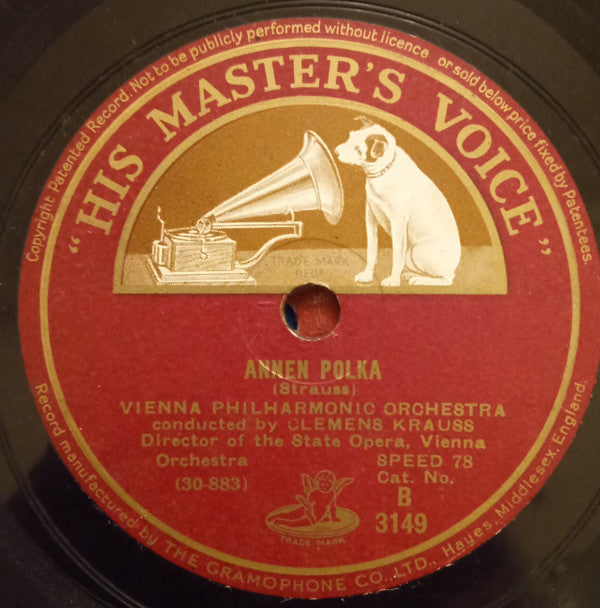 Copyright Patented Record. Not to be publicly performed without licence or sold below price fixed by Patentees.
"HIS MASTER'S VOICE"
TRADE MARK
REGD
ANNEN POLKA
(Strauss)
VIENNA PHILHARMONIC ORCHESTRA
conducted by CLEMENS KRAUSS
Director of the State Opera, Vienna
Orchestra SPEED 78
(30-883) Cat. No.
B
3149
TRADE MARK
Record manufactured by THE GRAMOPHONE CO., LTD., Hayes, Middlesex, England.